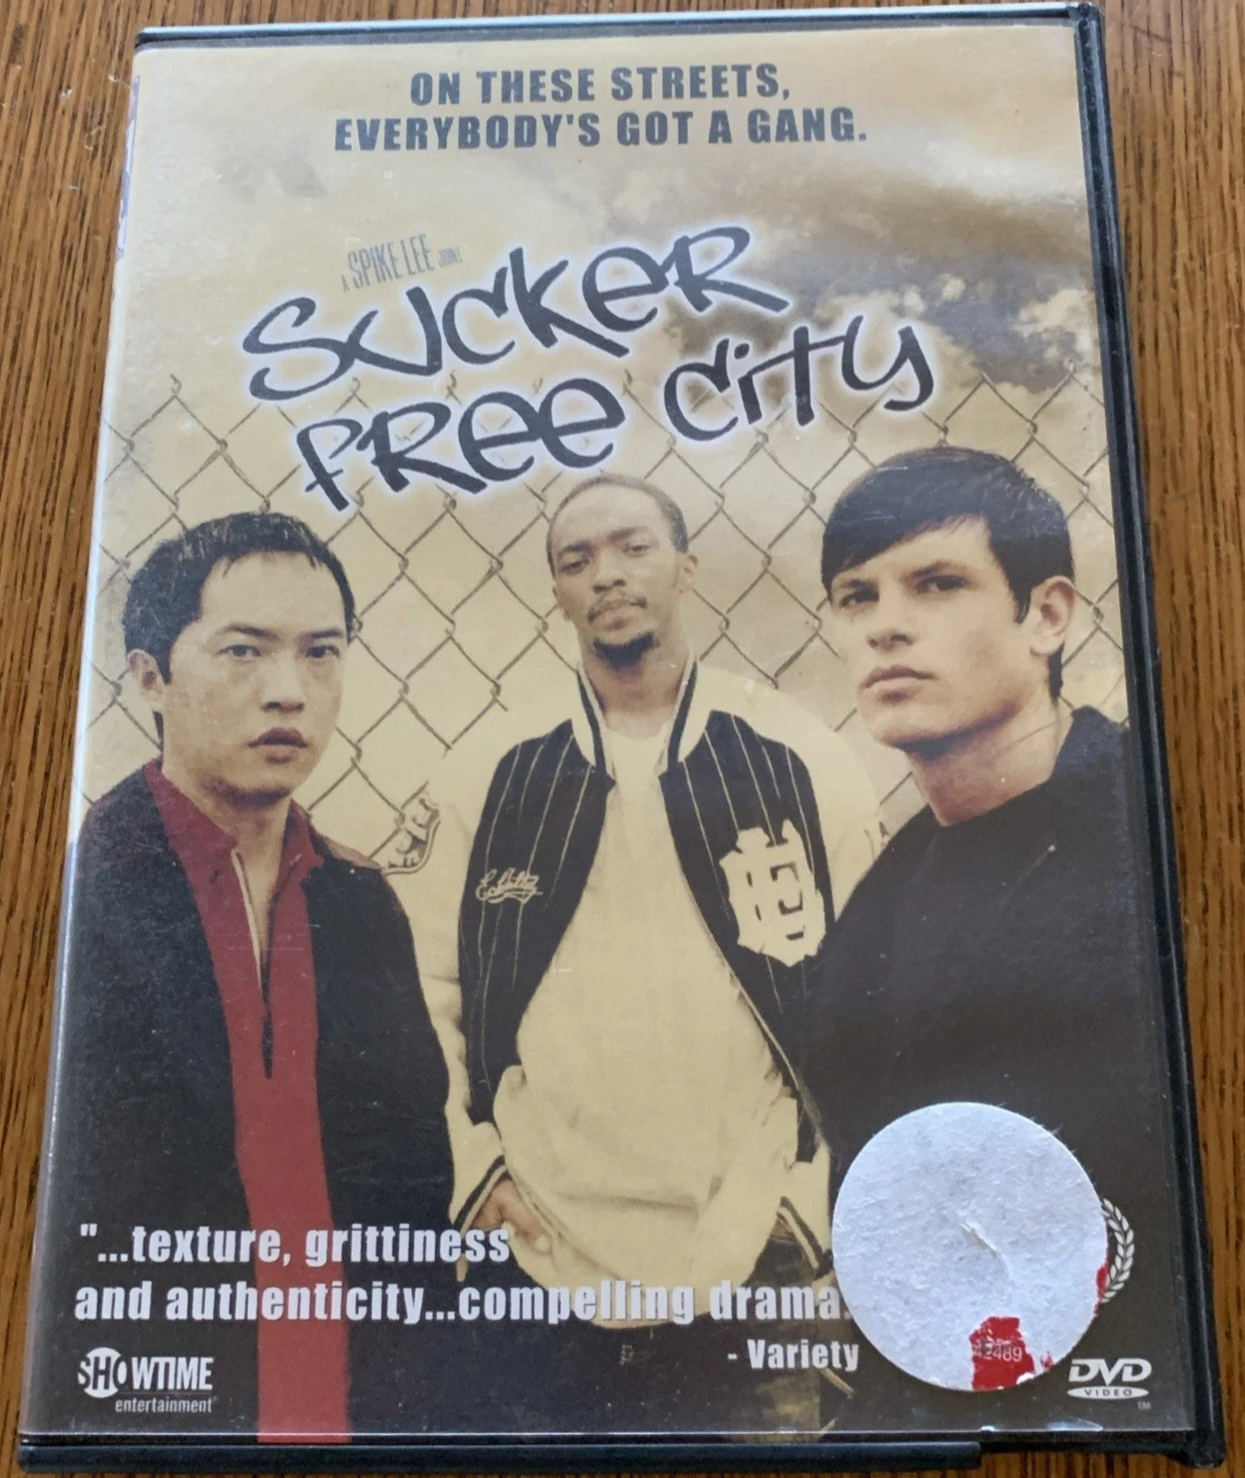 ON THESE STREETS,
EVERYBODY'S GOT A GANG.
A SPIKE LEE JOINT
SUCKER
FREE CITY
"...texture, grittiness
and authenticity...compelling drama.
- Variety
SHOWTIME
entertainment
DVD
VIDEO
TM